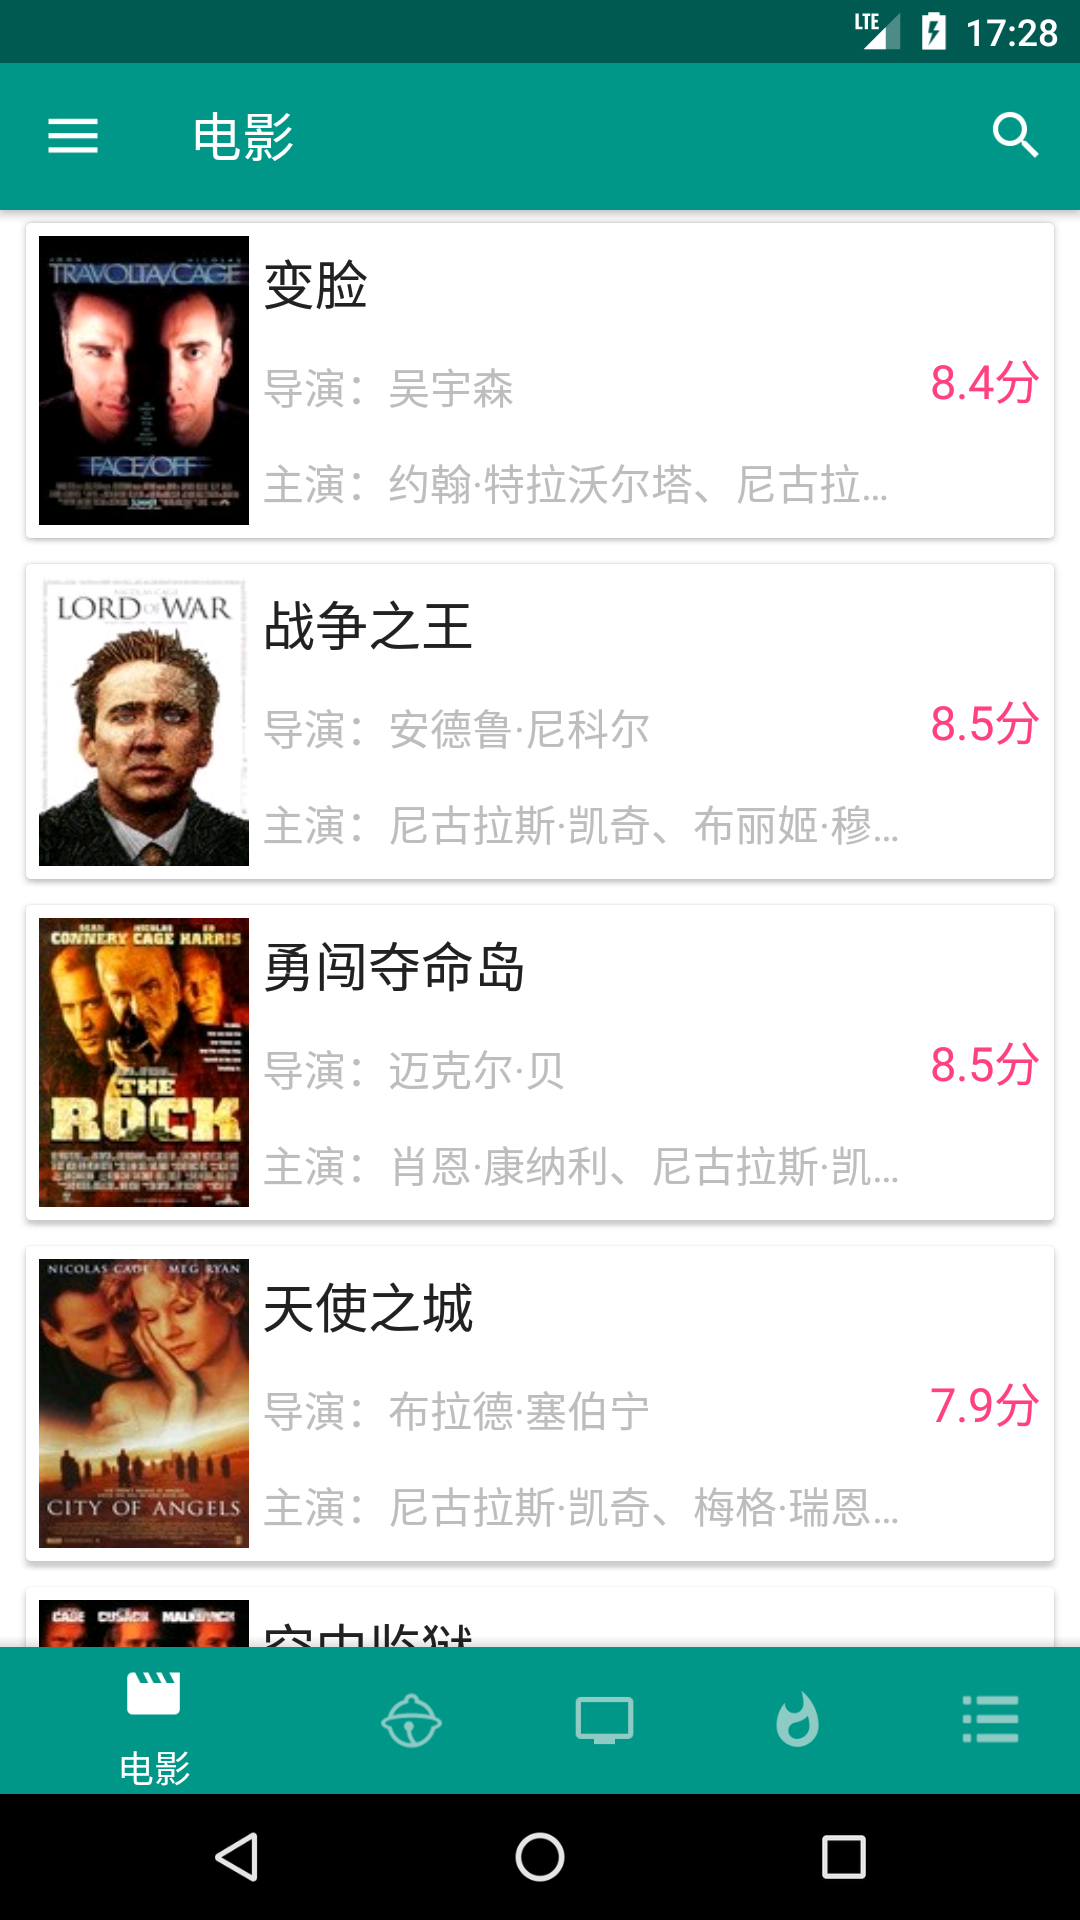 LTE 17:28
电影
TRAVOLTA/CAGE
FACE/OFF
变脸
导演：吴宇森
8.4分
主演：约翰·特拉沃尔塔、尼古拉...
LORD OF WAR
战争之王
导演：安德鲁·尼科尔
8.5分
主演：尼古拉斯·凯奇、布丽姬·穆...
CONNERY CAGE HARRIS
THE
ROCK
勇闯夺命岛
导演：迈克尔·贝
8.5分
主演：肖恩·康纳利、尼古拉斯·凯...
NICOLAS CAGE MEG RYAN
CITY OF ANGELS
天使之城
导演：布拉德·塞伯宁
7.9分
主演：尼古拉斯·凯奇、梅格·瑞恩...
CAGE CUSACK MALKOVICH
空中监狱
电影